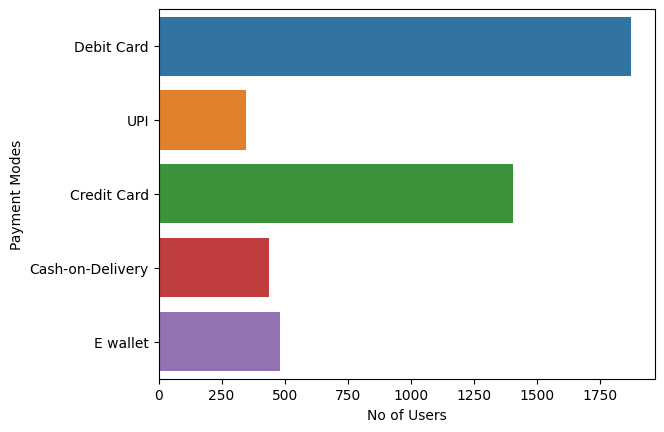 Debit Card
UPI
Credit Card
Cash-on-Delivery
E wallet
Payment Modes
0 250 500 750 1000 1250 1500 1750
No of Users